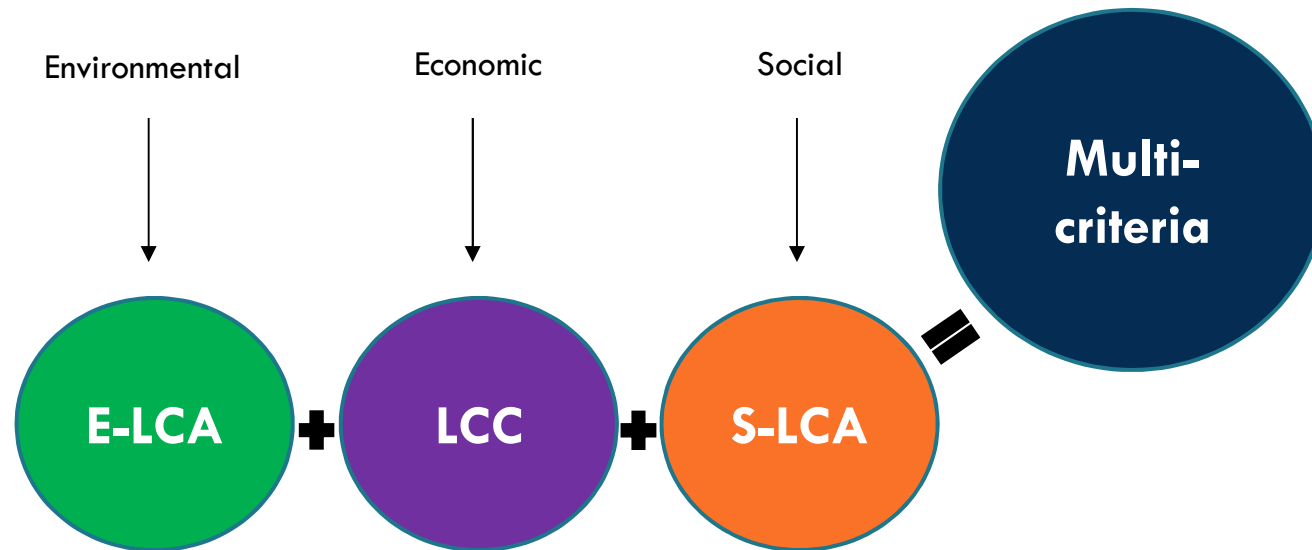 Environmental
Economic
Social
Multi-
criteria
E-LCA
+
LCC
+
S-LCA
=